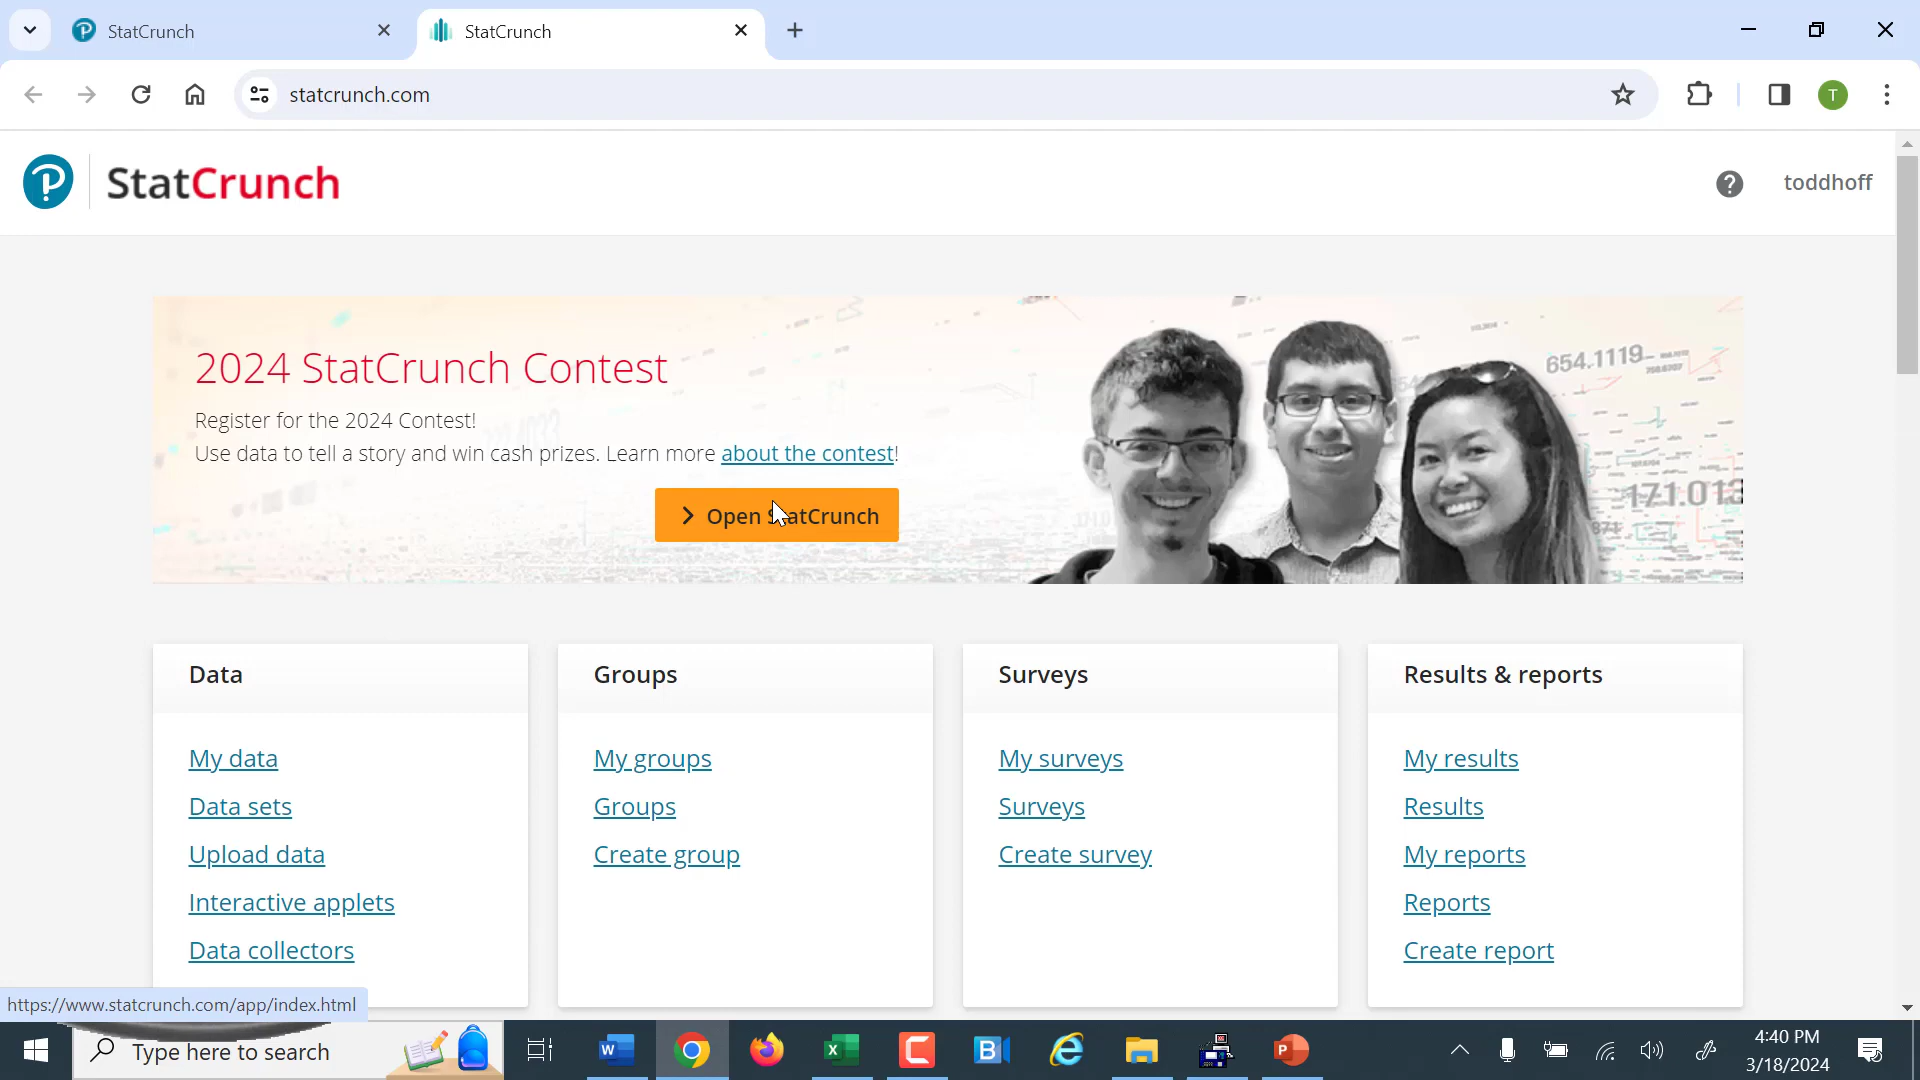 StatCrunch
StatCrunch
statcrunch.com
T
StatCrunch
toddhoff
2024 StatCrunch Contest
Register for the 2024 Contest!
Use data to tell a story and win cash prizes. Learn more about the contest!
Open StatCrunch
654.1119
171.013
Data
My data
Data sets
Upload data
Interactive applets
Data collectors
Groups
My groups
Groups
Create group
Surveys
My surveys
Surveys
Create survey
Results & reports
My results
Results
My reports
Reports
Create report
https://www.statcrunch.com/app/index.html
Type here to search
4:40 PM
3/18/2024